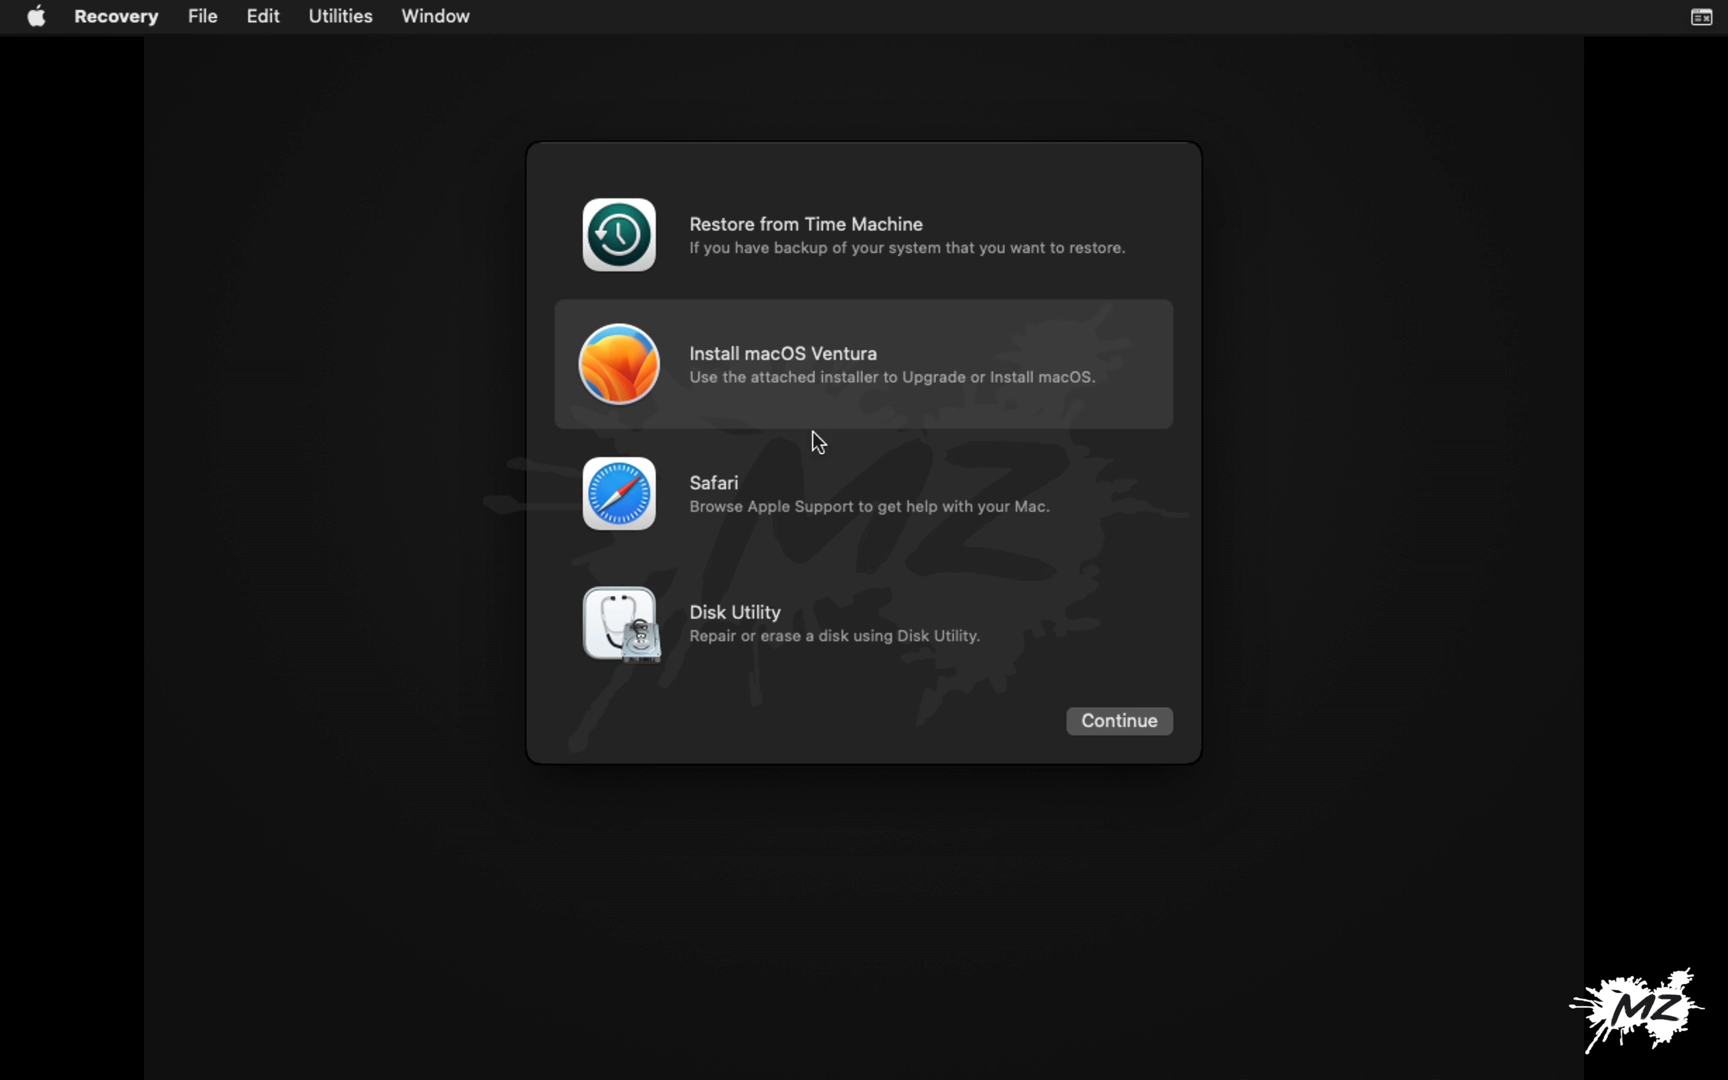 Recovery File Edit Utilities Window
Restore from Time Machine
If you have backup of your system that you want to restore.
Install macOS Ventura
Use the attached installer to Upgrade or Install macOS.
Safari
Browse Apple Support to get help with your Mac.
MZ
Disk Utility
Repair or erase a disk using Disk Utility.
Continue
MZ